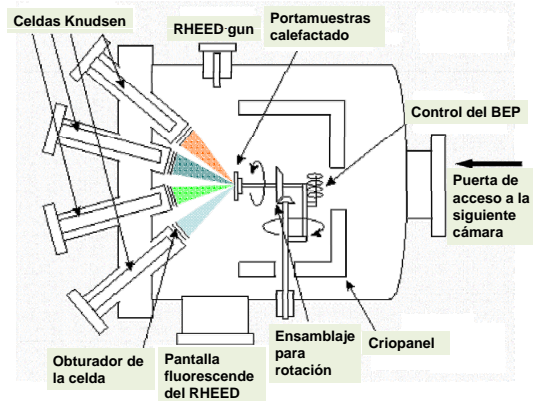 Celdas Knudsen
RHEED-gun
Portamuestras
calefactado
Control del BEP
Puerta de
acceso a la
siguiente
cámara
Obturador de
la celda
Pantalla
fluorescende
del RHEED
Ensamblaje
para
rotación
Criopanel